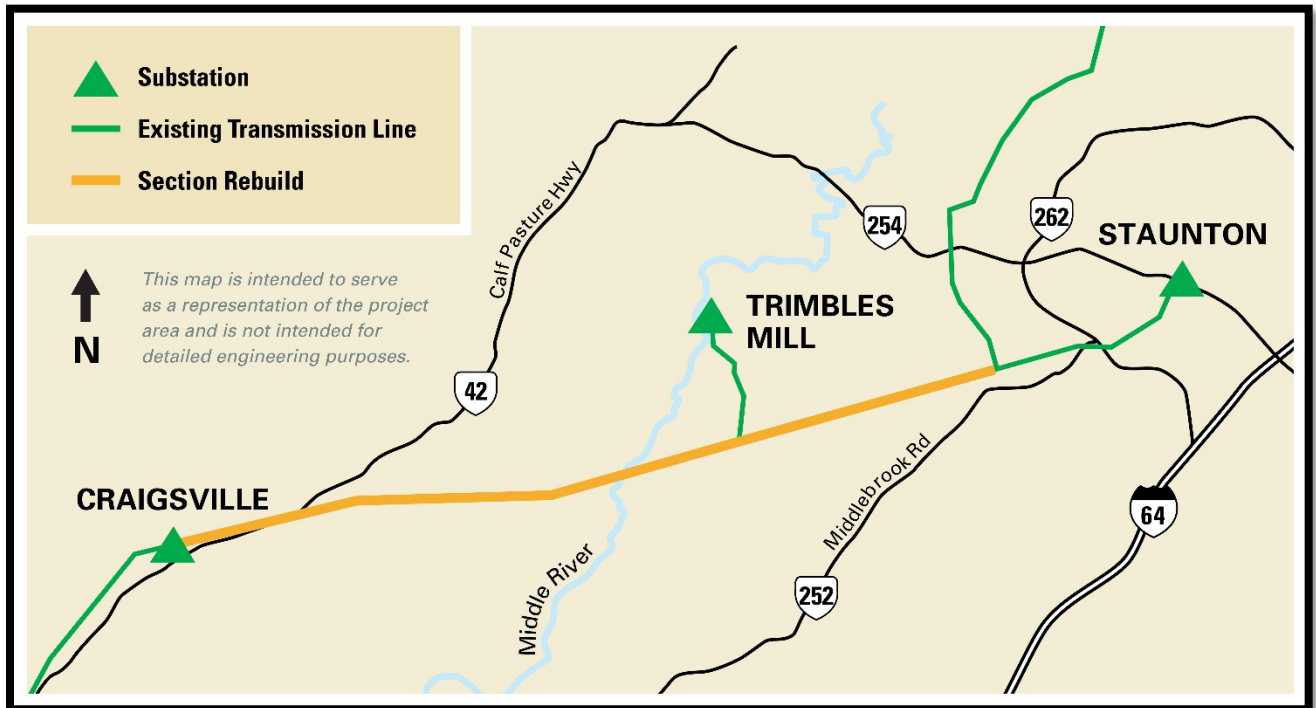 Substation
Existing Transmission Line
Section Rebuild
N
This map is intended to serve
as a representation of the project
area and is not intended for
detailed engineering purposes.
Calf Pasture Hwy
254
262
STAUNTON
TRIMBLES
MILL
42
CRAIGSVILLE
Middlebrook Rd
64
Middle River
252